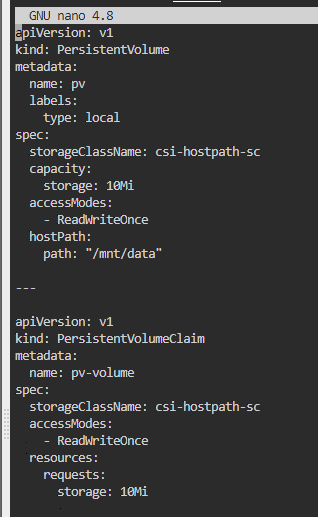 GNU nano 4.8
apiVersion: v1
kind: PersistentVolume
metadata:
  name: pv
  labels:
    type: local
spec:
  storageClassName: csi-hostpath-sc
  capacity:
    storage: 10Mi
  accessModes:
    - ReadWriteOnce
  hostPath:
    path: "/mnt/data"

---

apiVersion: v1
kind: PersistentVolumeClaim
metadata:
  name: pv-volume
spec:
  storageClassName: csi-hostpath-sc
  accessModes:
    - ReadWriteOnce
  resources:
    requests:
      storage: 10Mi